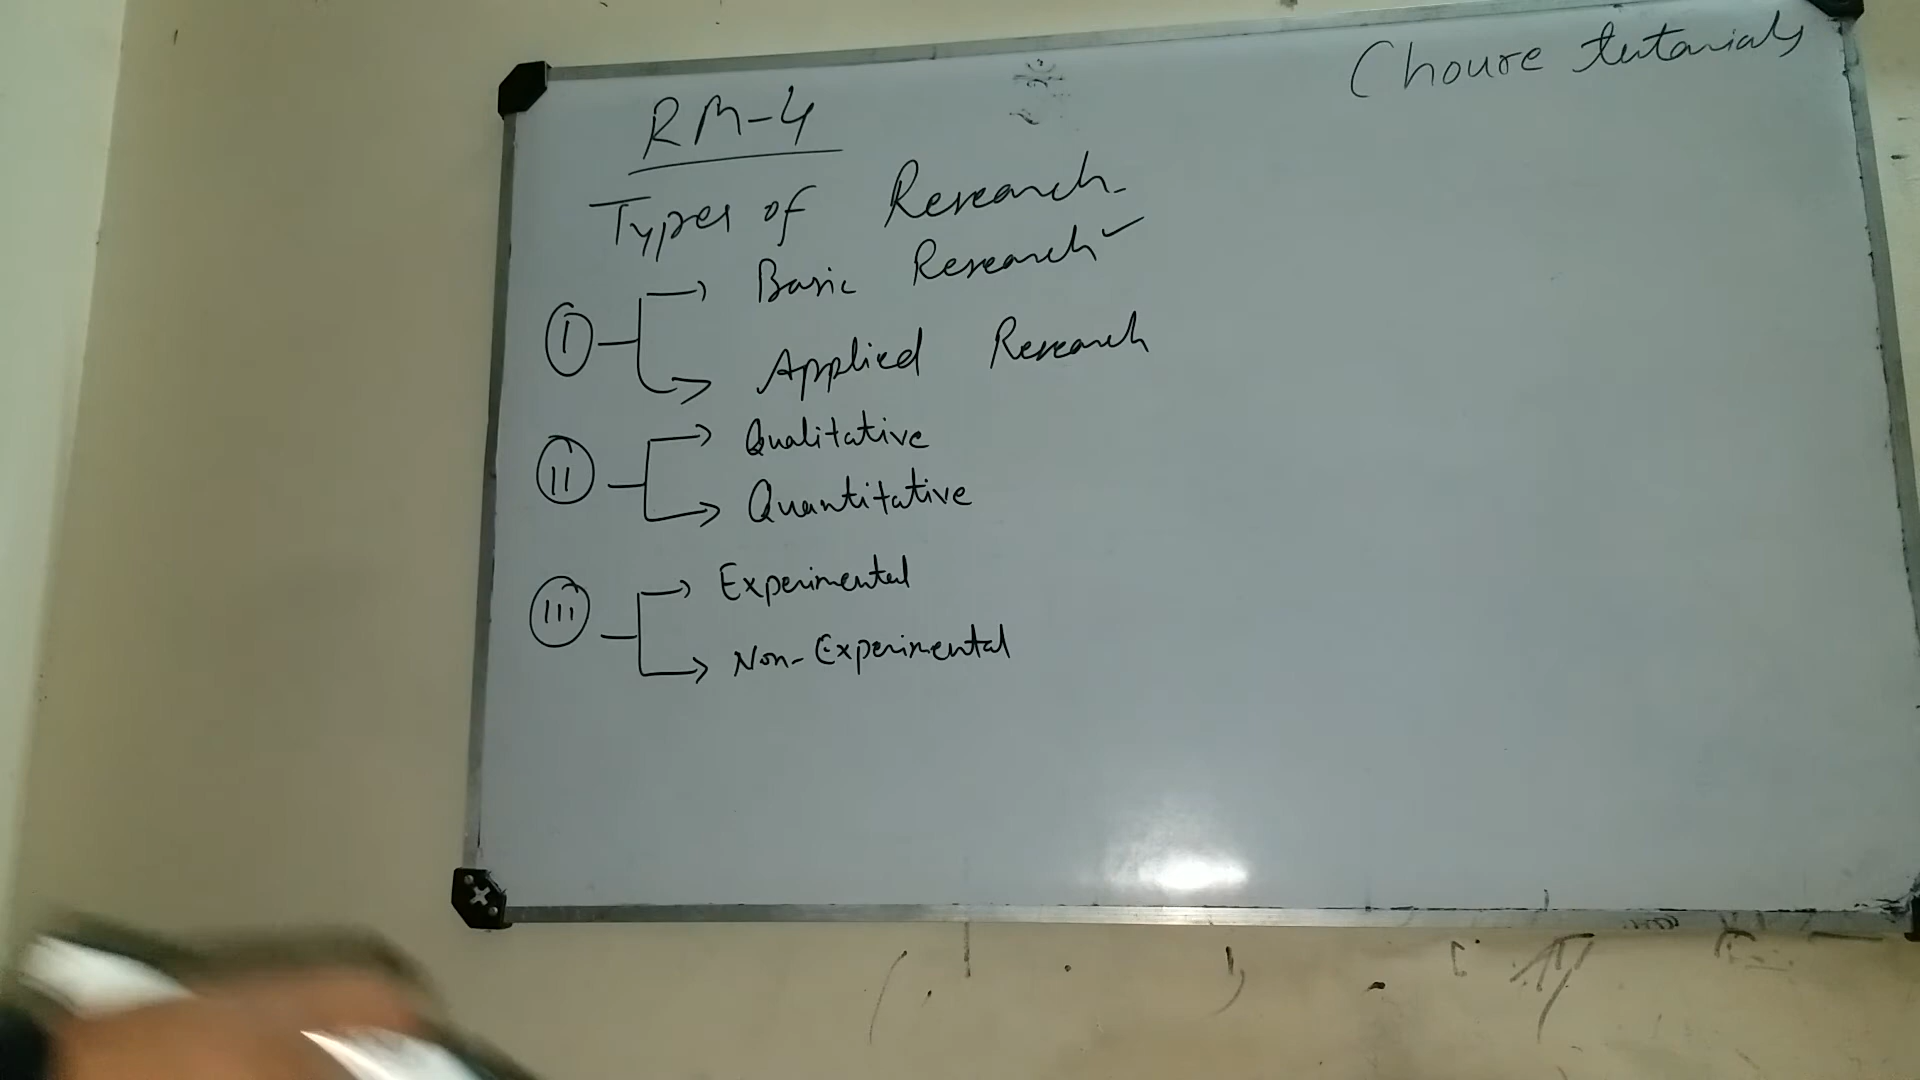 Choure tutorials
RM-4
Types of Research
Basic Research
I
Applied Research
Qualitative
II
Quantitative
Experimental
III
Non-Experimental